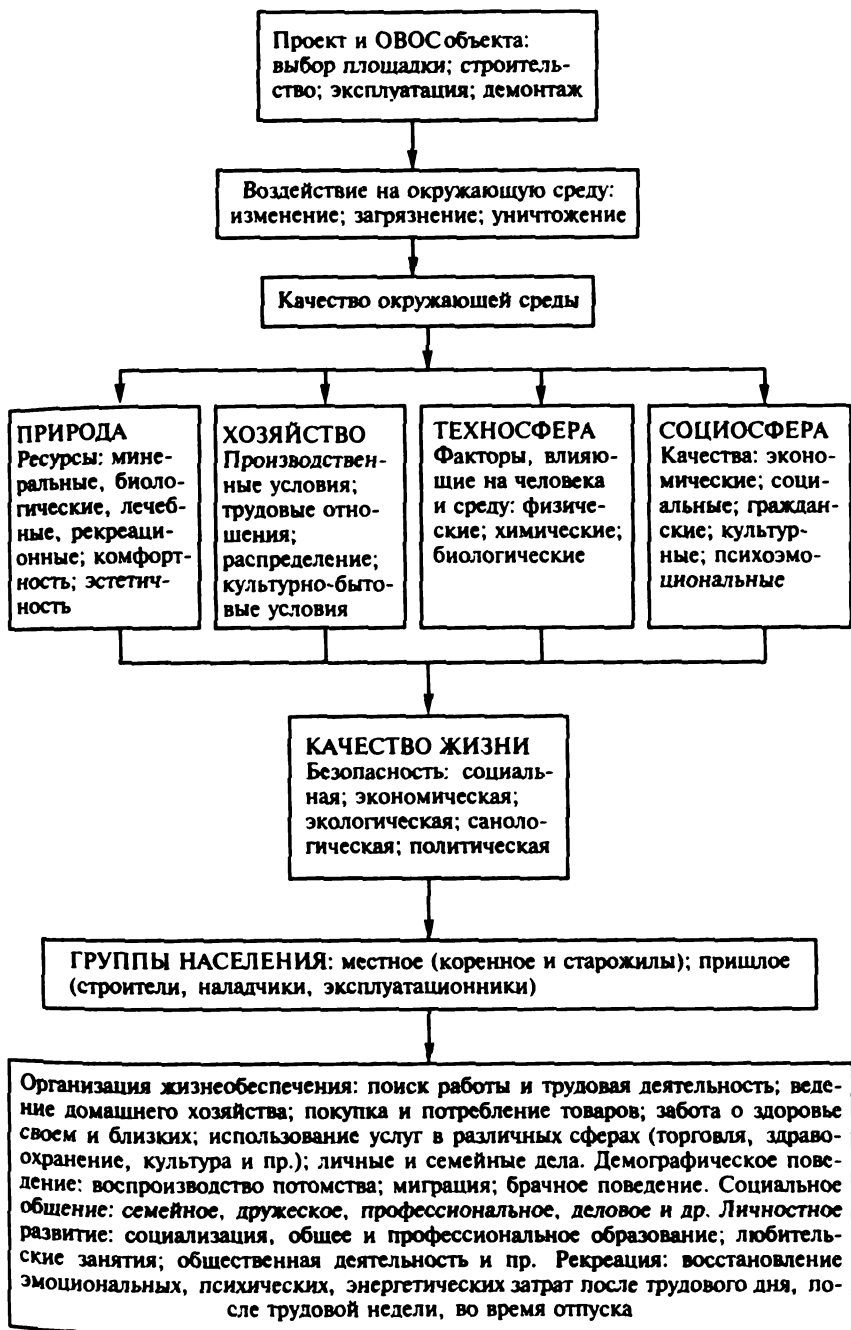 Проект и ОВОС объекта:
выбор площадки; строитель-
ство; эксплуатация; демонтаж
Воздействие на окружающую среду:
изменение; загрязнение; уничтожение
Качество окружающей среды
ПРИРОДА
Ресурсы: мине-
ральные, биоло-
гические, лечеб-
ные, рекреаци-
онные; комфорт-
ность; эстетич-
ность
ХОЗЯЙСТВО
Производствен-
ные условия;
трудовые отно-
шения;
распределение;
культурно-быто-
вые условия
ТЕХНОСФЕРА
Факторы, влияю-
щие на человека
и среду: физиче-
ские; химические;
биологические
СОЦИОСФЕРА
Качества: эконо-
мические; соци-
альные; граждан-
ские; культур-
ные; психоэмо-
циональные
КАЧЕСТВО ЖИЗНИ
Безопасность: социаль-
ная; экономическая;
экологическая; саноло-
гическая; политическая
ГРУППЫ НАСЕЛЕНИЯ: местное (коренное и старожилы); пришлое
(строители, наладчики, эксплуатационники)
Организация жизнеобеспечения: поиск работы и трудовая деятельность; веде-
ние домашнего хозяйства; покупка и потребление товаров; забота о здоровье
своем и близких; использование услуг в различных сферах (торговля, здраво-
охранение, культура и пр.); личные и семейные дела. Демографическое пове-
дение: воспроизводство потомства; миграция; брачное поведение. Социальное
общение: семейное, дружеское, профессиональное, деловое и др. Личностное
развитие: социализация, общее и профессиональное образование; любитель-
ские занятия; общественная деятельность и пр. Рекреация: восстановление
эмоциональных, психических, энергетических затрат после трудового дня, по-
сле трудовой недели, во время отпуска